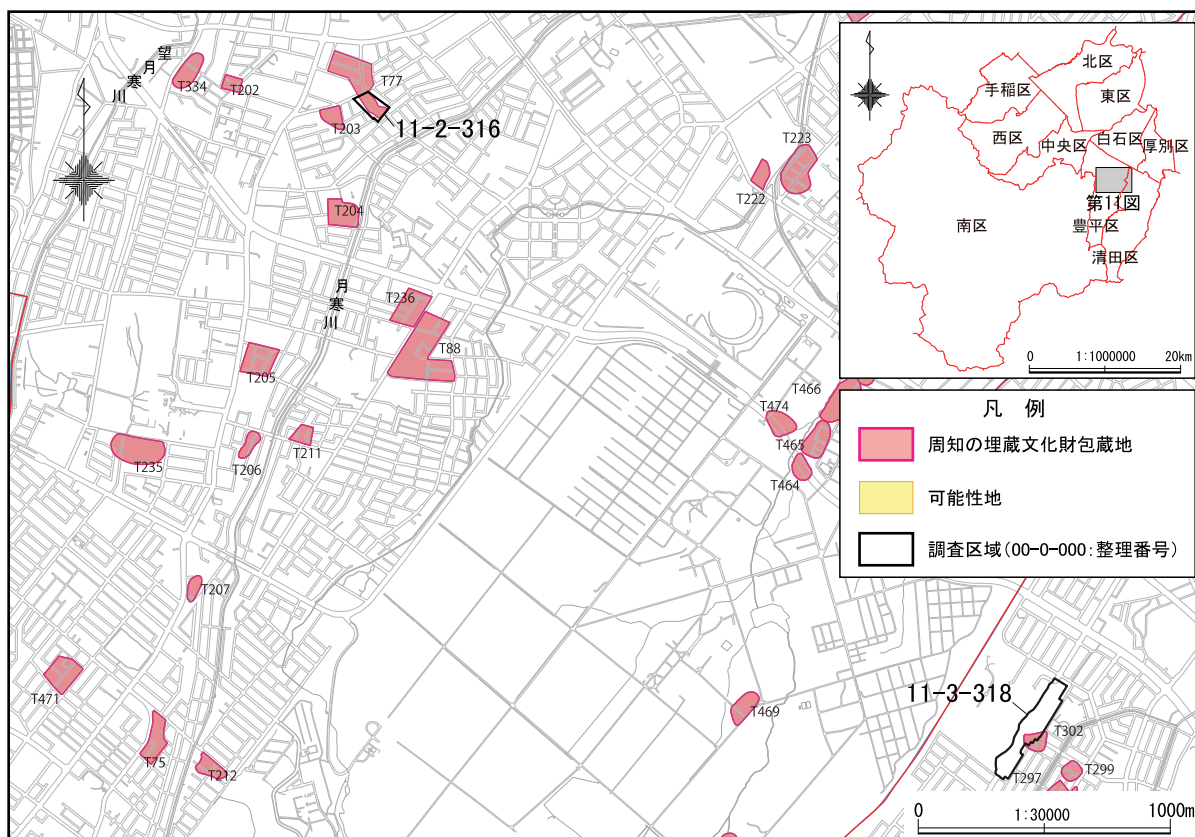 望月寒川
T334
T202
T77
T203
11-2-316
T204
月寒川
T236
T88
T205
T206
T211
T235
T207
T471
T75
T212
T222
T223
T466
T474
T465
T464
T469
11-3-318
T302
T297
T299
北区
手稲区
東区
西区
中央区
白石区
厚別区
第11図
南区
豊平区
清田区
0 1:1000000 20km
凡 例
周知の埋蔵文化財包蔵地
可能性地
調査区域(00-0-000:整理番号)
0 1:30000 1000m